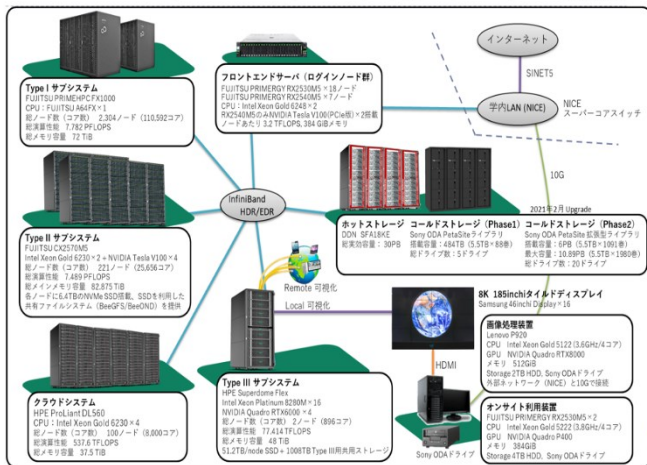 Type I サブシステム
FUJITSU PRIMEHPC FX1000
CPU：FUJITSU A64FX × 1
総ノード数（コア数） 2,304ノード（110,592コア）
総演算性能 7.782 PFLOPS
総メモリ容量 72 TiB
フロントエンドサーバ（ログインノード群）
FUJITSU PRIMERGY RX2530M5 × 18ノード
FUJITSU PRIMERGY RX2540M5 × 7ノード
CPU：Intel Xeon Gold 6248 × 2
RX2540M5のみNVIDIA Tesla V100(PCIe版) × 2搭載
ノードあたり 3.2 TFLOPS, 384 GiBメモリ
インターネット
SINET5
学内LAN (NICE)
NICE
スーパーコアスイッチ
10G
2021年2月 Upgrade
InfiniBand
HDR/EDR
Type II サブシステム
FUJITSU CX2570M5
Intel Xeon Gold 6230 × 2 + NVIDIA Tesla V100 × 4
総ノード数（コア数） 221ノード（25,656コア）
総演算性能 7.489 PFLOPS
総メインメモリ容量 82.875 TiB
各ノードに6.4TBのNVMe SSD搭載、SSDを利用した
共有ファイルシステム（BeeGFS/BeeOND）を提供
ホットストレージ
DDN SFA18KE
総実効容量：30PB
コールドストレージ（Phase1）
Sony ODA PetaSiteライブラリ
搭載容量：484TB（5.5TB×88巻）
総ドライブ数：5ドライブ
コールドストレージ（Phase2）
Sony ODA PetaSite 拡張型ライブラリ
搭載容量：6PB（5.5TB×1091巻）
最大容量：10.89PB（5.5TB×1980巻）
総ドライブ数：20ドライブ
Remote 可視化
Local 可視化
8K 185inchiタイルドディスプレイ
Samsung 46inchi Display × 16
HDMI
画像処理装置
Lenovo P920
CPU Intel Xeon Gold 5122 (3.6GHz/4コア)
GPU NVIDIA Quadro RTX8000
メモリ 512GiB
Storage 2TB HDD, Sony ODAドライブ
外部ネットワーク（NICE）と10Gで接続
クラウドシステム
HPE ProLiant DL560
CPU：Intel Xeon Gold 6230 × 4
総ノード数（コア数） 100ノード（8,000コア）
総演算性能 537.6 TFLOPS
総メモリ容量 37.5 TiB
Type III サブシステム
HPE Superdome Flex
Intel Xeon Platinum 8280M × 16
NVIDIA Quadro RTX6000 × 4
総ノード数（コア数） 2ノード（896コア）
総演算性能 77.414 TFLOPS
総メモリ容量 48 TiB
51.2TB/node SSD + 1008TB Type III用共用ストレージ
Sony ODAドライブ
オンサイト利用装置
FUJITSU PRIMERGY RX2530M5 × 2
CPU Intel Xeon Gold 5222 (3.8GHz/4コア)
GPU NVIDIA Quadro P400
メモリ 384GiB
Storage 4TB HDD, Sony ODAドライブ